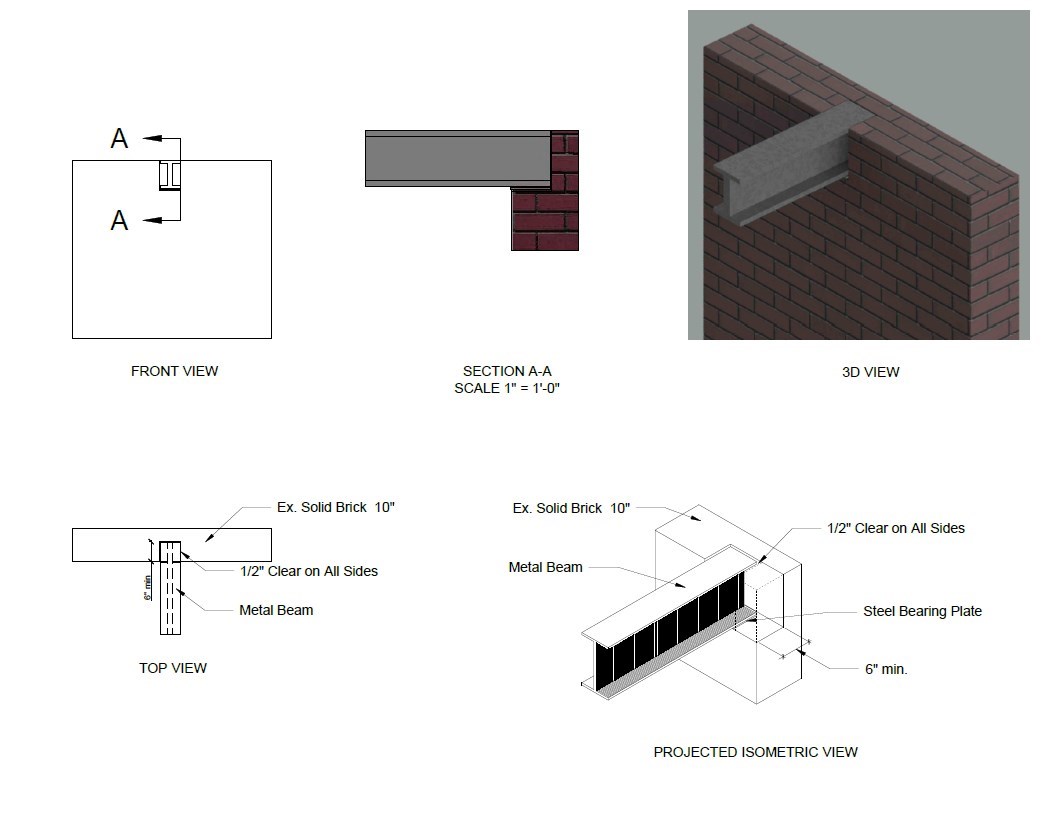 A
A
FRONT VIEW
SECTION A-A
SCALE 1" = 1'-0"
3D VIEW
Ex. Solid Brick 10"
1/2" Clear on All Sides
6" min.
Metal Beam
TOP VIEW
Ex. Solid Brick 10"
1/2" Clear on All Sides
Metal Beam
Steel Bearing Plate
6" min.
PROJECTED ISOMETRIC VIEW